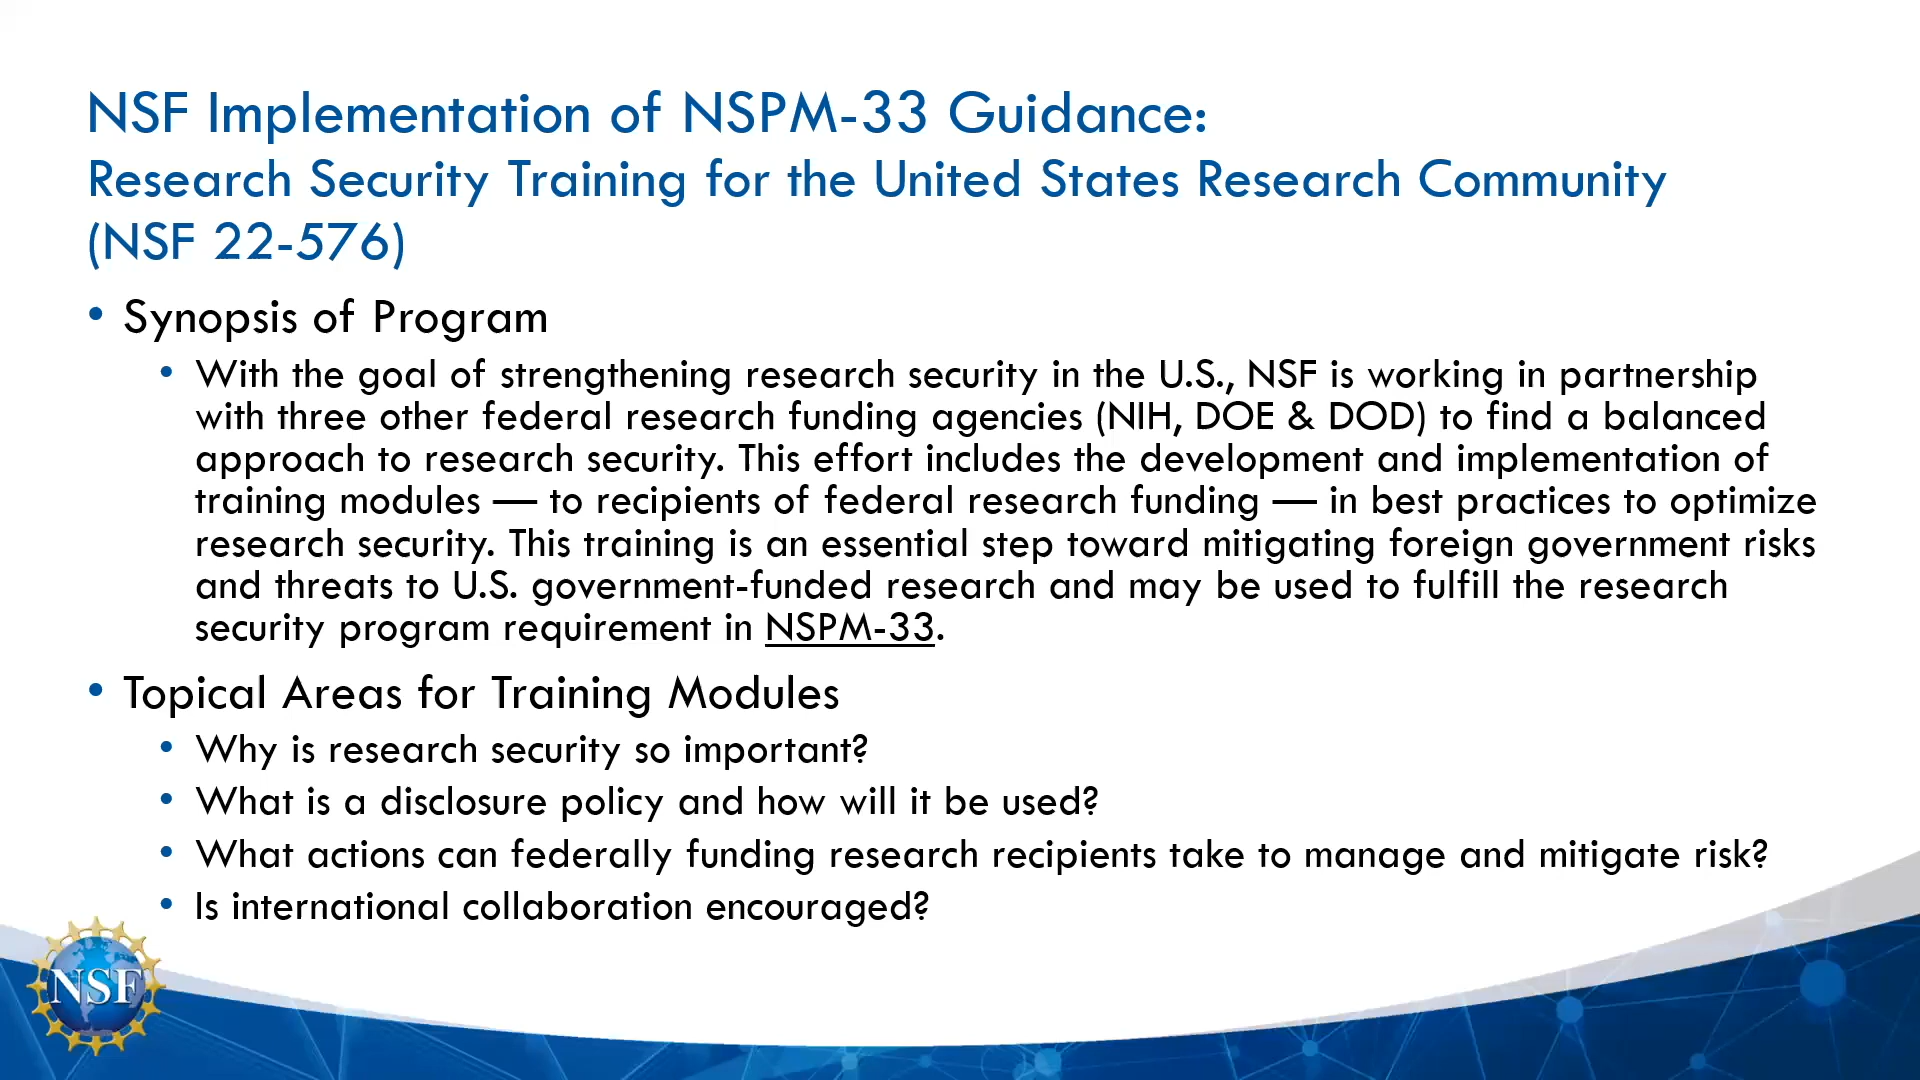 NSF Implementation of NSPM-33 Guidance:
Research Security Training for the United States Research Community
(NSF 22-576)
• Synopsis of Program
• With the goal of strengthening research security in the U.S., NSF is working in partnership
with three other federal research funding agencies (NIH, DOE & DOD) to find a balanced
approach to research security. This effort includes the development and implementation of
training modules — to recipients of federal research funding — in best practices to optimize
research security. This training is an essential step toward mitigating foreign government risks
and threats to U.S. government-funded research and may be used to fulfill the research
security program requirement in NSPM-33.
• Topical Areas for Training Modules
• Why is research security so important?
• What is a disclosure policy and how will it be used?
• What actions can federally funding research recipients take to manage and mitigate risk?
• Is international collaboration encouraged?
NSF